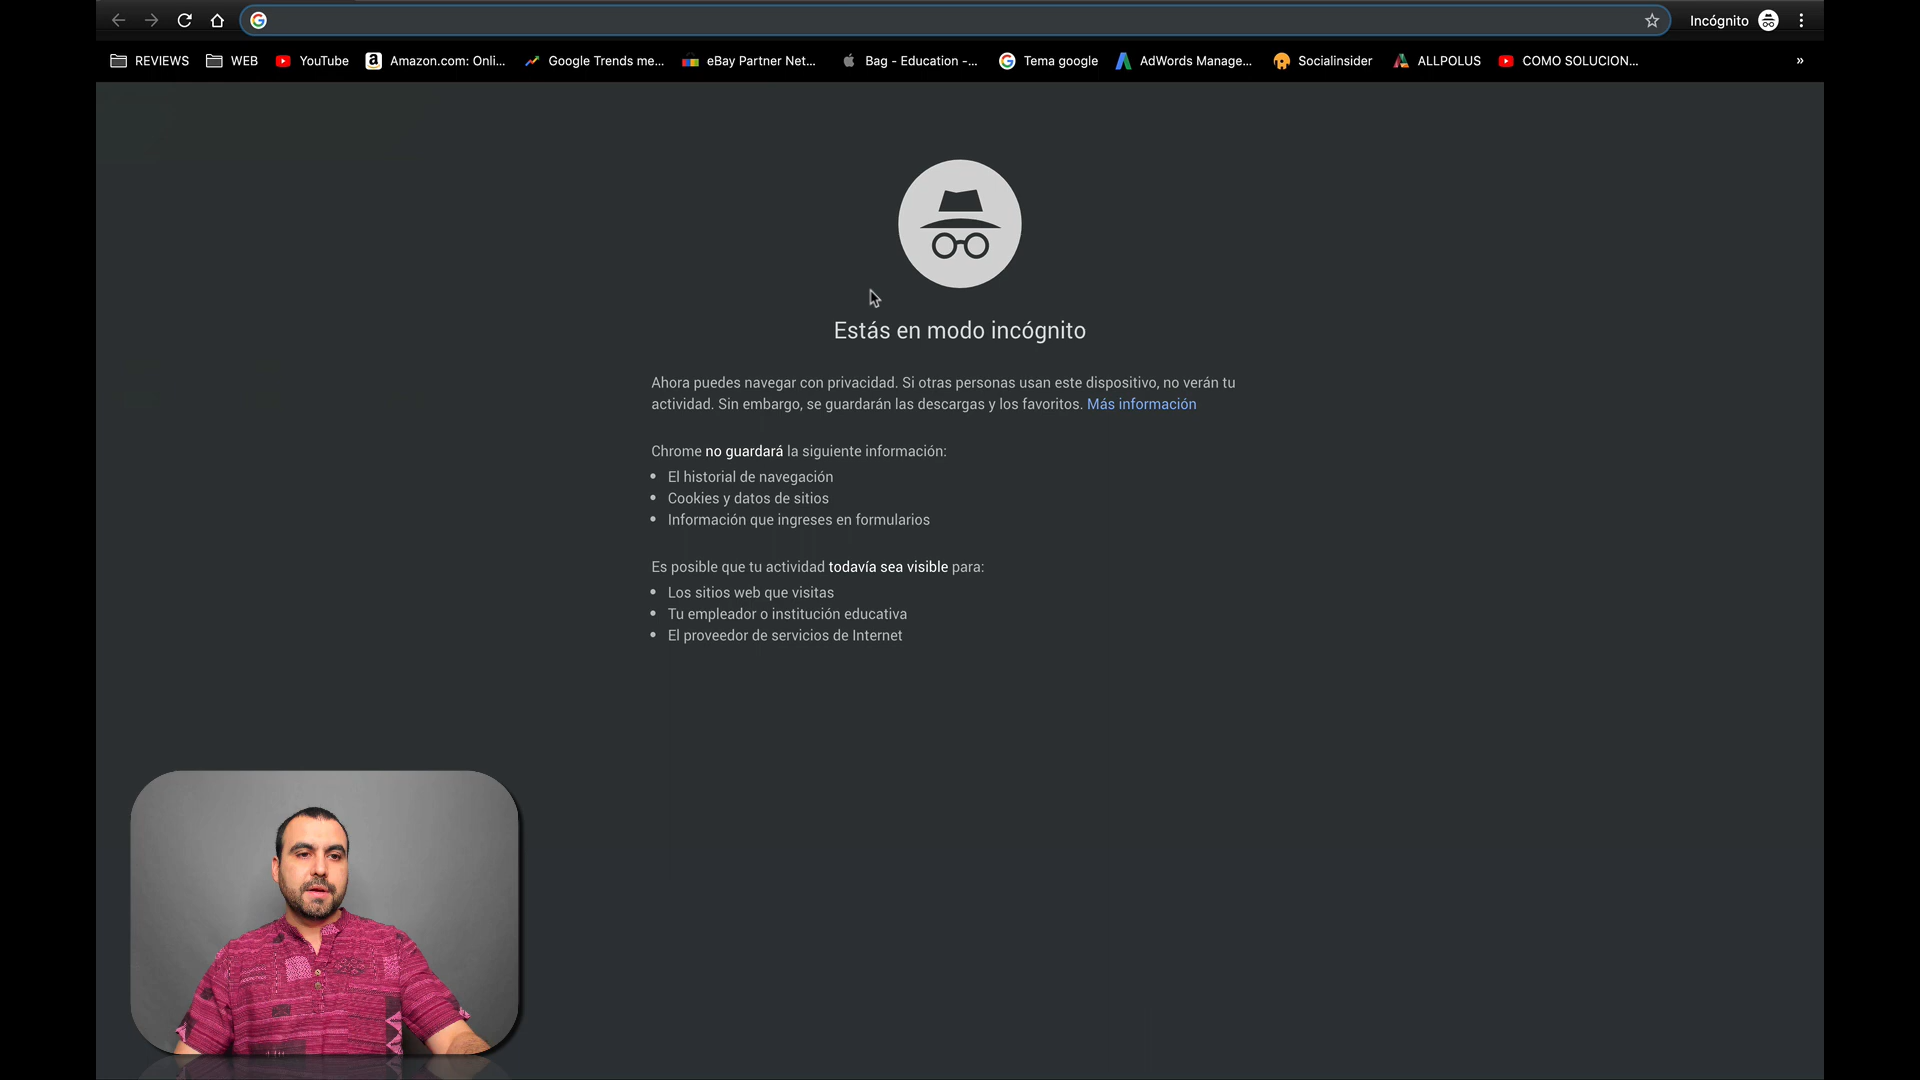 Incógnito
REVIEWS WEB YouTube Amazon.com: Onli... Google Trends me... eBay Partner Net... Bag - Education -... Tema google AdWords Manage... Socialinsider ALLPOLUS COMO SOLUCION... »
Estás en modo incógnito
Ahora puedes navegar con privacidad. Si otras personas usan este dispositivo, no verán tu
actividad. Sin embargo, se guardarán las descargas y los favoritos. Más información
Chrome no guardará la siguiente información:
• El historial de navegación
• Cookies y datos de sitios
• Información que ingreses en formularios
Es posible que tu actividad todavía sea visible para:
• Los sitios web que visitas
• Tu empleador o institución educativa
• El proveedor de servicios de Internet